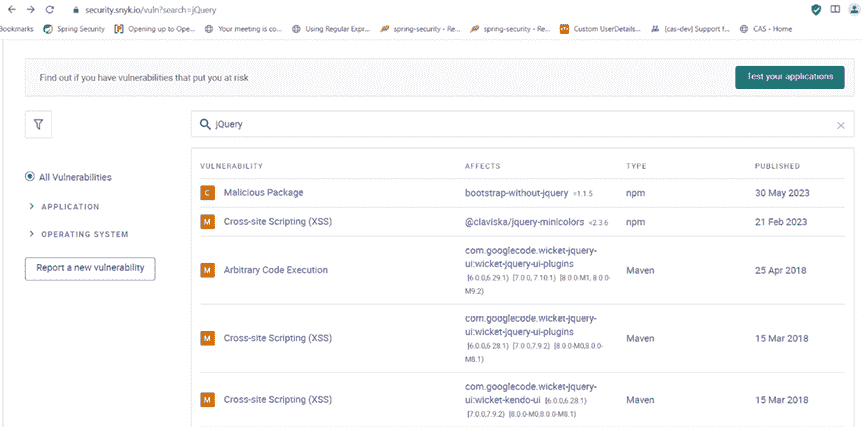 security.snyk.io/vuln?search=jQuery
Bookmarks Spring Security Opening up to Ope... Your meeting is co... Using Regular Expr... spring-security - Re... spring-security - Re... Custom UserDetails... [cas-dev] Support f... CAS - Home
Find out if you have vulnerabilities that put you at risk
Test your applications
jQuery
VULNERABILITY AFFECTS TYPE PUBLISHED
All Vulnerabilities
APPLICATION
OPERATING SYSTEM
Report a new vulnerability
C Malicious Package bootstrap-without-jquery =1.1.5 npm 30 May 2023
M Cross-site Scripting (XSS) @claviska/jquery-minicolors <2.3.6 npm 21 Feb 2023
com.googlecode.wicket-jquery-
ui:wicket-jquery-ui-plugins
M Arbitrary Code Execution Maven 25 Apr 2018
[6.0.0,6.29.1) [7.0.0, 7.10.1) [8.0.0-M1, 8.0.0-
M9.2)
com.googlecode.wicket-jquery-
ui:wicket-jquery-ui-plugins
M Cross-site Scripting (XSS) Maven 15 Mar 2018
[6.0.0,6.28.1) [7.0.0,7.9.2) [8.0.0-M0,8.0.0-
M8.1)
com.googlecode.wicket-jquery-
M Cross-site Scripting (XSS) ui:wicket-kendo-ui [6.0.0,6.28.1) Maven 15 Mar 2018
[7.0.0,7.9.2) [8.0.0-M0,8.0.0-M8.1)